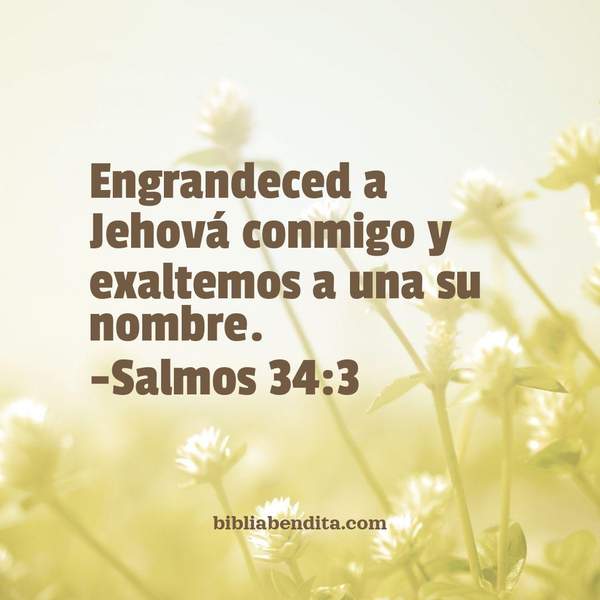 Engrandeced a
Jehová conmigo y
exaltemos a una su
nombre.
-Salmos 34:3
bibliabendita.com